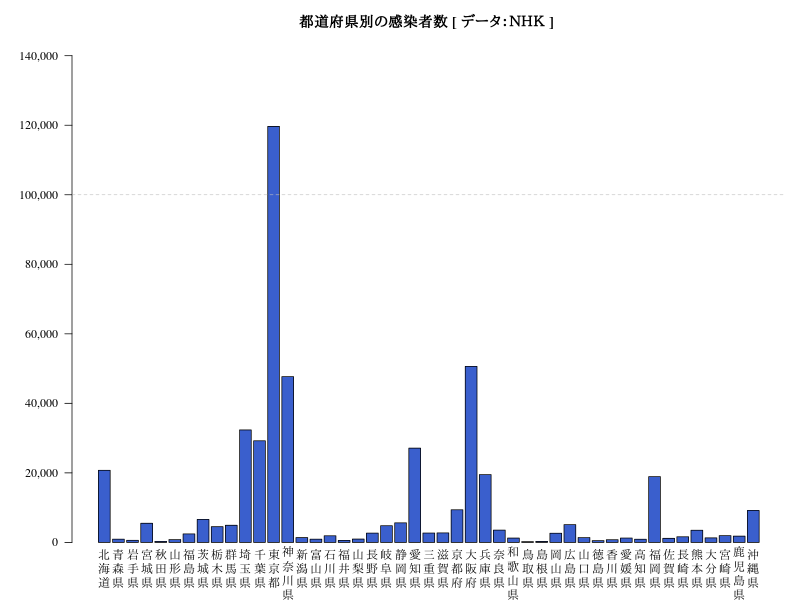 都道府県別の感染者数 [ データ：NHK ]
140,000
120,000
100,000
80,000
60,000
40,000
20,000
0
北海道
青森県
岩手県
宮城県
秋田県
山形県
福島県
茨城県
栃木県
群馬県
埼玉県
千葉県
東京都
神奈川県
新潟県
富山県
石川県
福井県
山梨県
長野県
岐阜県
静岡県
愛知県
三重県
滋賀県
京都府
大阪府
兵庫県
奈良県
和歌山県
鳥取県
島根県
岡山県
広島県
山口県
徳島県
香川県
愛媛県
高知県
福岡県
佐賀県
長崎県
熊本県
大分県
宮崎県
鹿児島県
沖縄県